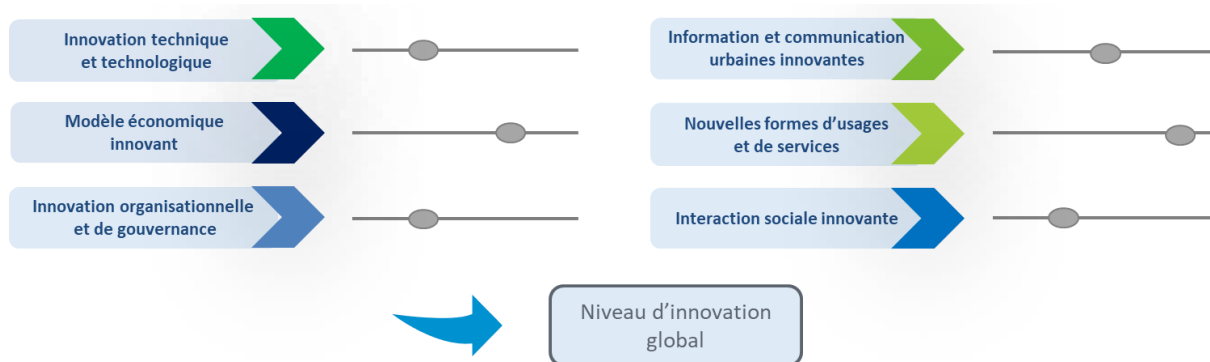 Innovation technique
et technologique
Modèle économique
innovant
Innovation organisationnelle
et de gouvernance
Information et communication
urbaines innovantes
Nouvelles formes d’usages
et de services
Interaction sociale innovante
Niveau d’innovation
global